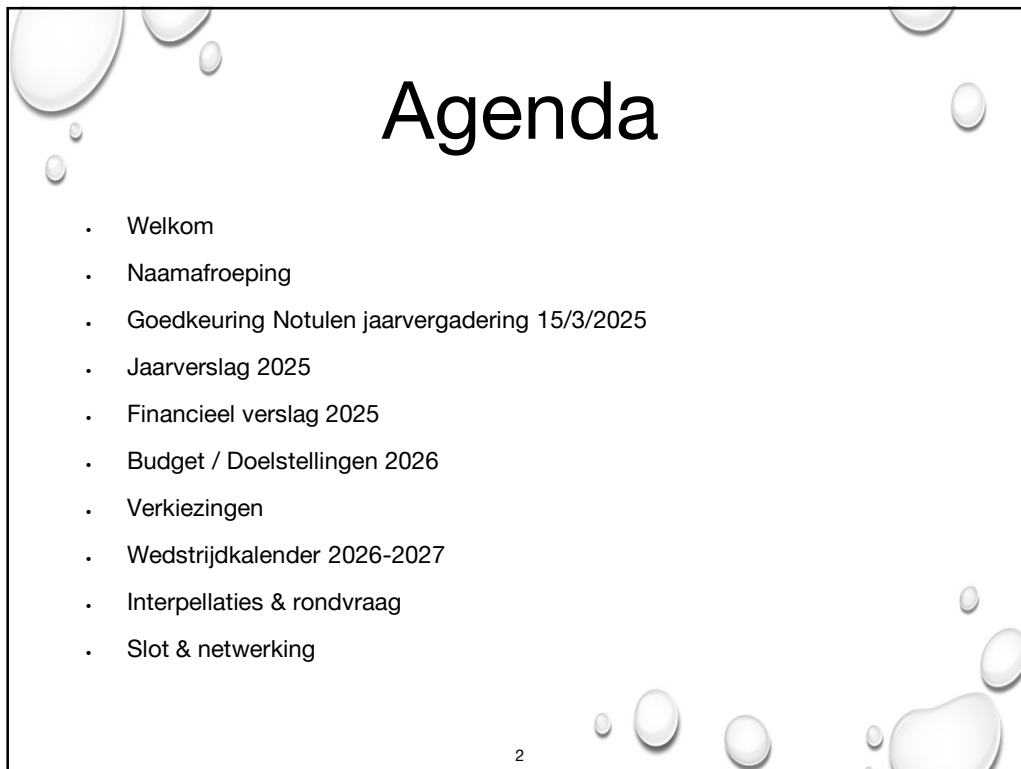 Agenda
• Welkom
• Naamafroeping
• Goedkeuring Notulen jaarvergadering 15/3/2025
• Jaarverslag 2025
• Financieel verslag 2025
• Budget / Doelstellingen 2026
• Verkiezingen
• Wedstrijdkalender 2026-2027
• Interpellaties & rondvraag
• Slot & netwerking
2